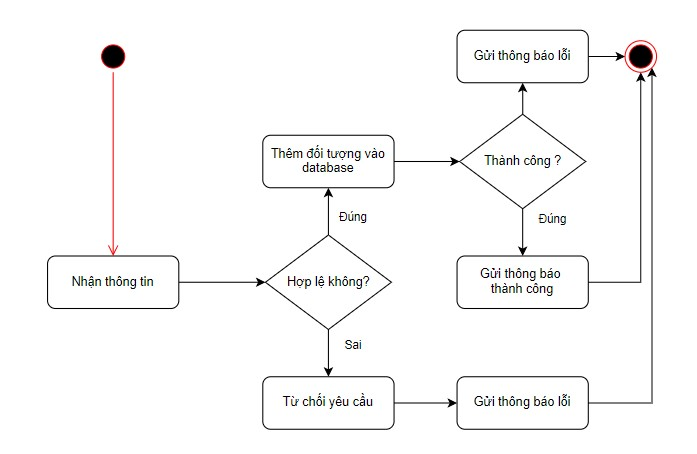 Gửi thông báo lỗi
Thêm đối tượng vào
database
Thành công ?
Đúng
Đúng
Nhận thông tin
Hợp lệ không?
Gửi thông báo
thành công
Sai
Từ chối yêu cầu
Gửi thông báo lỗi